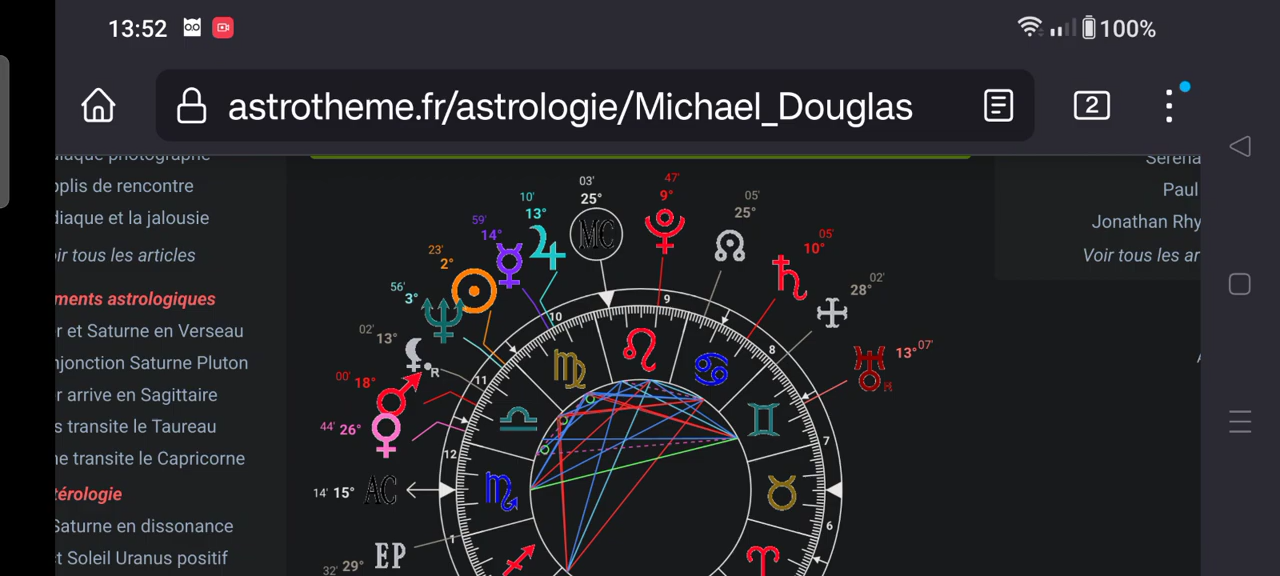 13:52
100%
astrotheme.fr/astrologie/Michael_Douglas
2
diaque photographe
plis de rencontre
diaque et la jalousie
oir tous les articles
ments astrologiques
r et Saturne en Verseau
njonction Saturne Pluton
r arrive en Sagittaire
s transite le Taureau
ne transite le Capricorne
térologie
Saturne en dissonance
t Soleil Uranus positif
Serena
Paul
Jonathan Rhy
Voir tous les ar
03'
25°
MC
47'
9°
05'
25°
05'
10°
02'
28°
07'
13°
R
10'
13°
59'
14°
23'
2°
56'
3°
02'
13°
R
00' 18°
44' 26°
14' 15° AC
EP
32' 29°
9
10
8
11
7
12
6
1